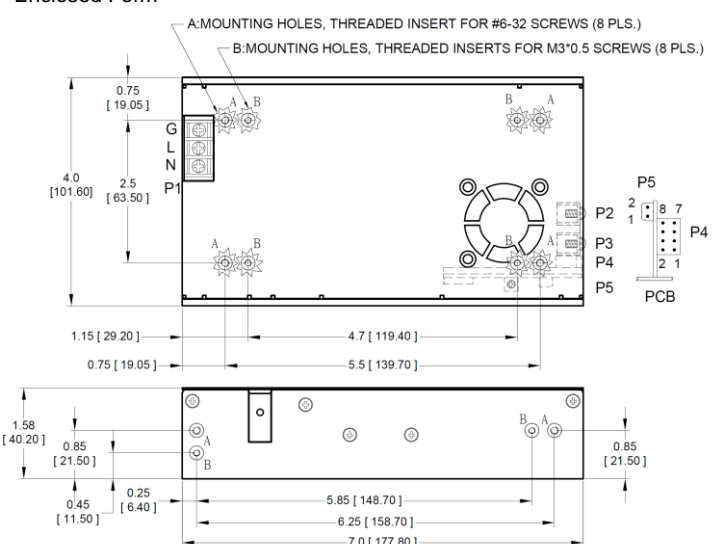 A:MOUNTING HOLES, THREADED INSERT FOR #6-32 SCREWS (8 PLS.)
B:MOUNTING HOLES, THREADED INSERTS FOR M3*0.5 SCREWS (8 PLS.)
0.75
[ 19.05]
A B
B A
G
L
N
P1
4.0
[101.60]
2.5
[ 63.50]
P5
2
1
8 7
P4
2 1
PCB
P2
P3
P4
P5
A B
B A
1.15 [ 29.20]
4.7 [ 119.40]
0.75 [ 19.05]
5.5 [ 139.70]
1.58
[ 40.20 ]
0.85
[ 21.50]
A
B
B A
0.85
[ 21.50]
0.45
[ 11.50 ]
0.25
[ 6.40]
5.85 [ 148.70]
6.25 [ 158.70]
7.0 [ 177.80]